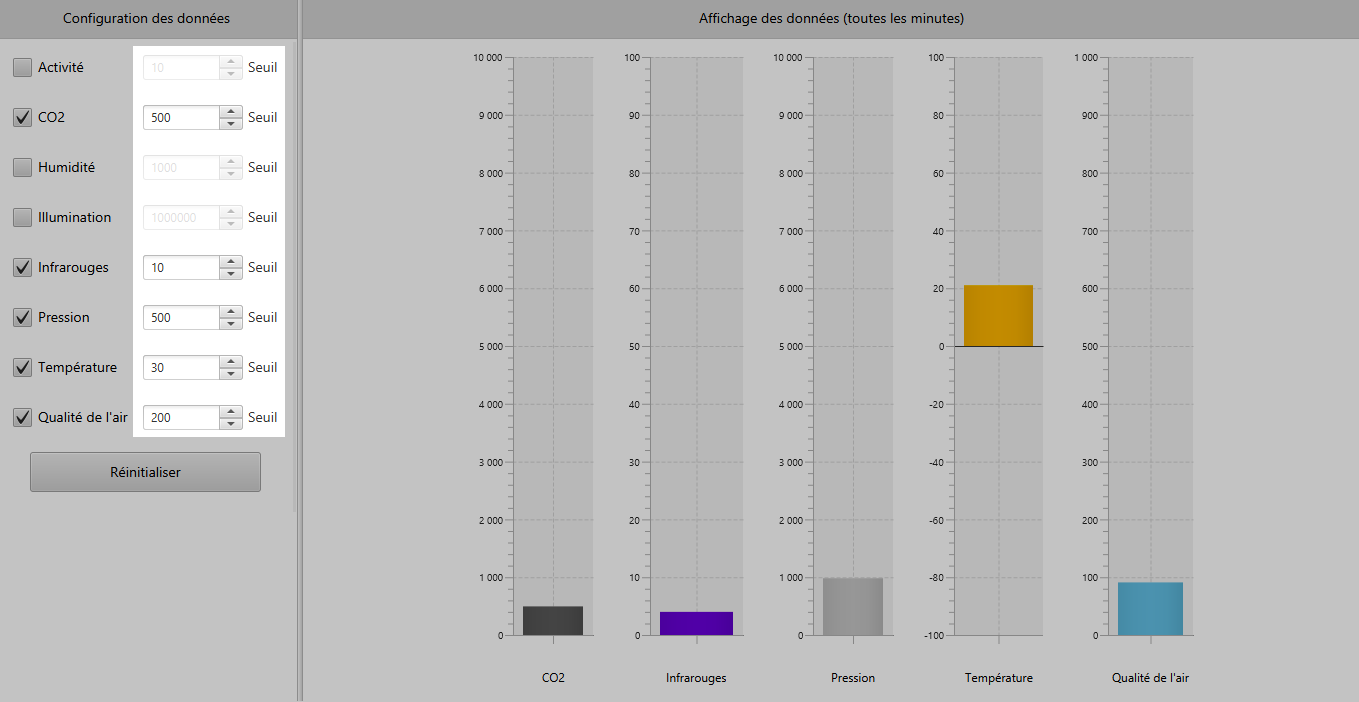 Configuration des données
Activité 10 Seuil
CO2 500 Seuil
Humidité 1000 Seuil
Illumination 1000000 Seuil
Infrarouges 10 Seuil
Pression 500 Seuil
Température 30 Seuil
Qualité de l'air 200 Seuil
Réinitialiser
Affichage des données (toutes les minutes)
10 000 100 10 000 100 1 000
9 000 90 9 000 80 900
8 000 80 8 000 60 800
7 000 70 7 000 40 700
6 000 60 6 000 20 600
5 000 50 5 000 0 500
4 000 40 4 000 -20 400
3 000 30 3 000 -40 300
2 000 20 2 000 -60 200
1 000 10 1 000 -80 100
0 0 0 -100 0
CO2 Infrarouges Pression Température Qualité de l'air